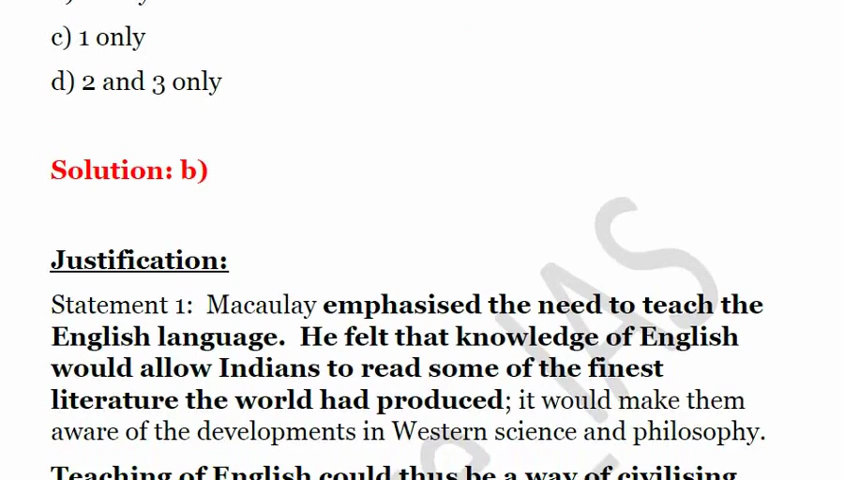 c) 1 only
d) 2 and 3 only
Solution: b)
Justification:
Statement 1: Macaulay emphasised the need to teach the
English language. He felt that knowledge of English
would allow Indians to read some of the finest
literature the world had produced; it would make them
aware of the developments in Western science and philosophy.
Teaching of English could thus be a way of civilising
IAS